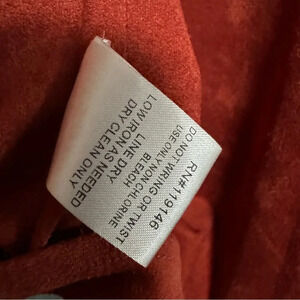 RN#119146
DO NOT WRING OR TWIST
USE ONLY NON CHLORINE
BLEACH
LINE DRY
LOW IRON AS NEEDED
DRY CLEAN ONLY